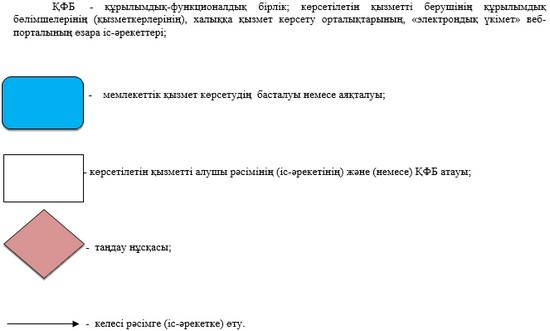 ҚФБ - құрылымдық-функционалдық бірлік; көрсетілетін қызметті берушінің құрылымдық
бөлімшелерінің (қызметкерлерінің), халыққа қызмет көрсету орталықтарының, «электрондық үкімет» веб-
порталының өзара іс-әрекеттері;
- мемлекеттік қызмет көрсетудің басталуы немесе аяқталуы;
- көрсетілетін қызметті алушы рәсімінің (іс-әрекетінің) және (немесе) ҚФБ атауы;
- таңдау нұсқасы;
- келесі рәсімге (іс-әрекетке) өту.